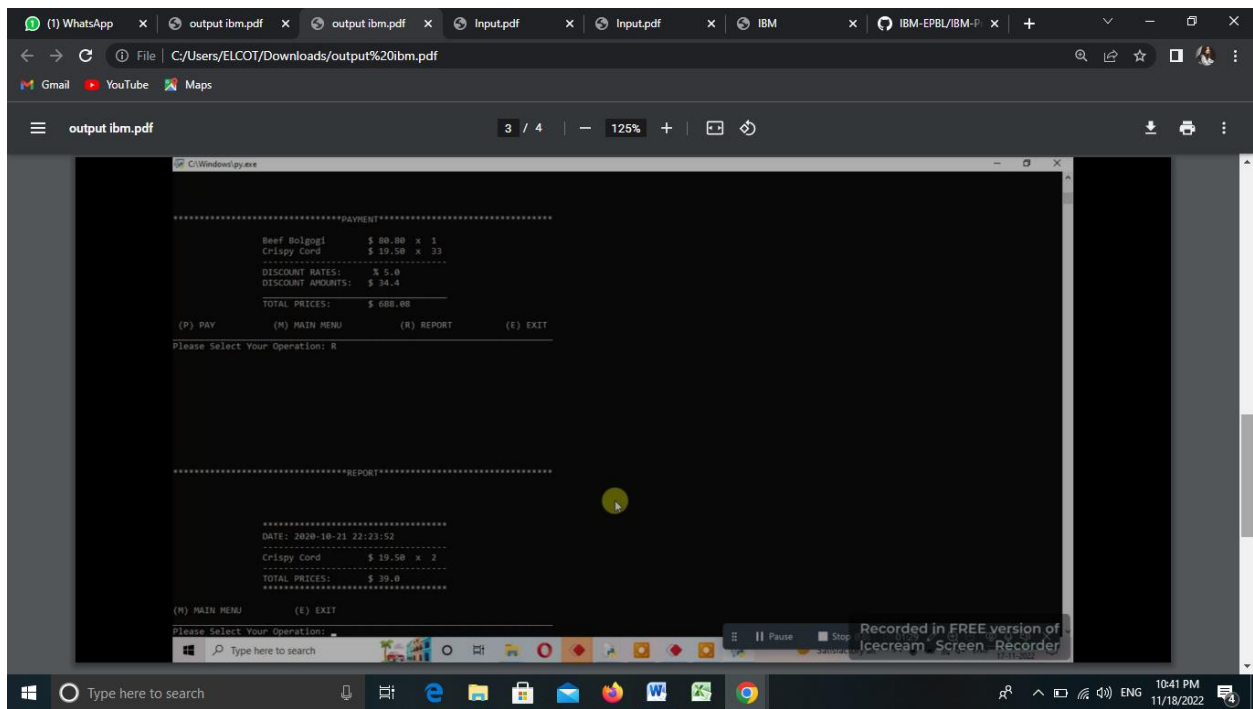 (1) WhatsApp
output ibm.pdf
output ibm.pdf
Input.pdf
Input.pdf
IBM
IBM-EPBL/IBM-Pr
File C:/Users/ELCOT/Downloads/output%20ibm.pdf
Gmail YouTube Maps
output ibm.pdf 3 / 4 125%
C:\Windows\py.exe
*********************************PAYMENT**********************************
Beef Bolgogi $ 80.80 x 1
Crispy Cord $ 19.50 x 33
DISCOUNT RATES: % 5.0
DISCOUNT AMOUNTS: $ 34.4
TOTAL PRICES: $ 688.08
(P) PAY (M) MAIN MENU (R) REPORT (E) EXIT
Please Select Your Operation: R
**********************************REPORT**********************************
************************************
DATE: 2020-10-21 22:23:52
Crispy Cord $ 19.50 x 2
TOTAL PRICES: $ 39.0
************************************
(M) MAIN MENU (E) EXIT
Please Select Your Operation: _
Pause Stop
Recorded in FREE version of
Icecream Screen Recorder
Type here to search
17-11-2022
Type here to search
ENG 10:41 PM
11/18/2022
4